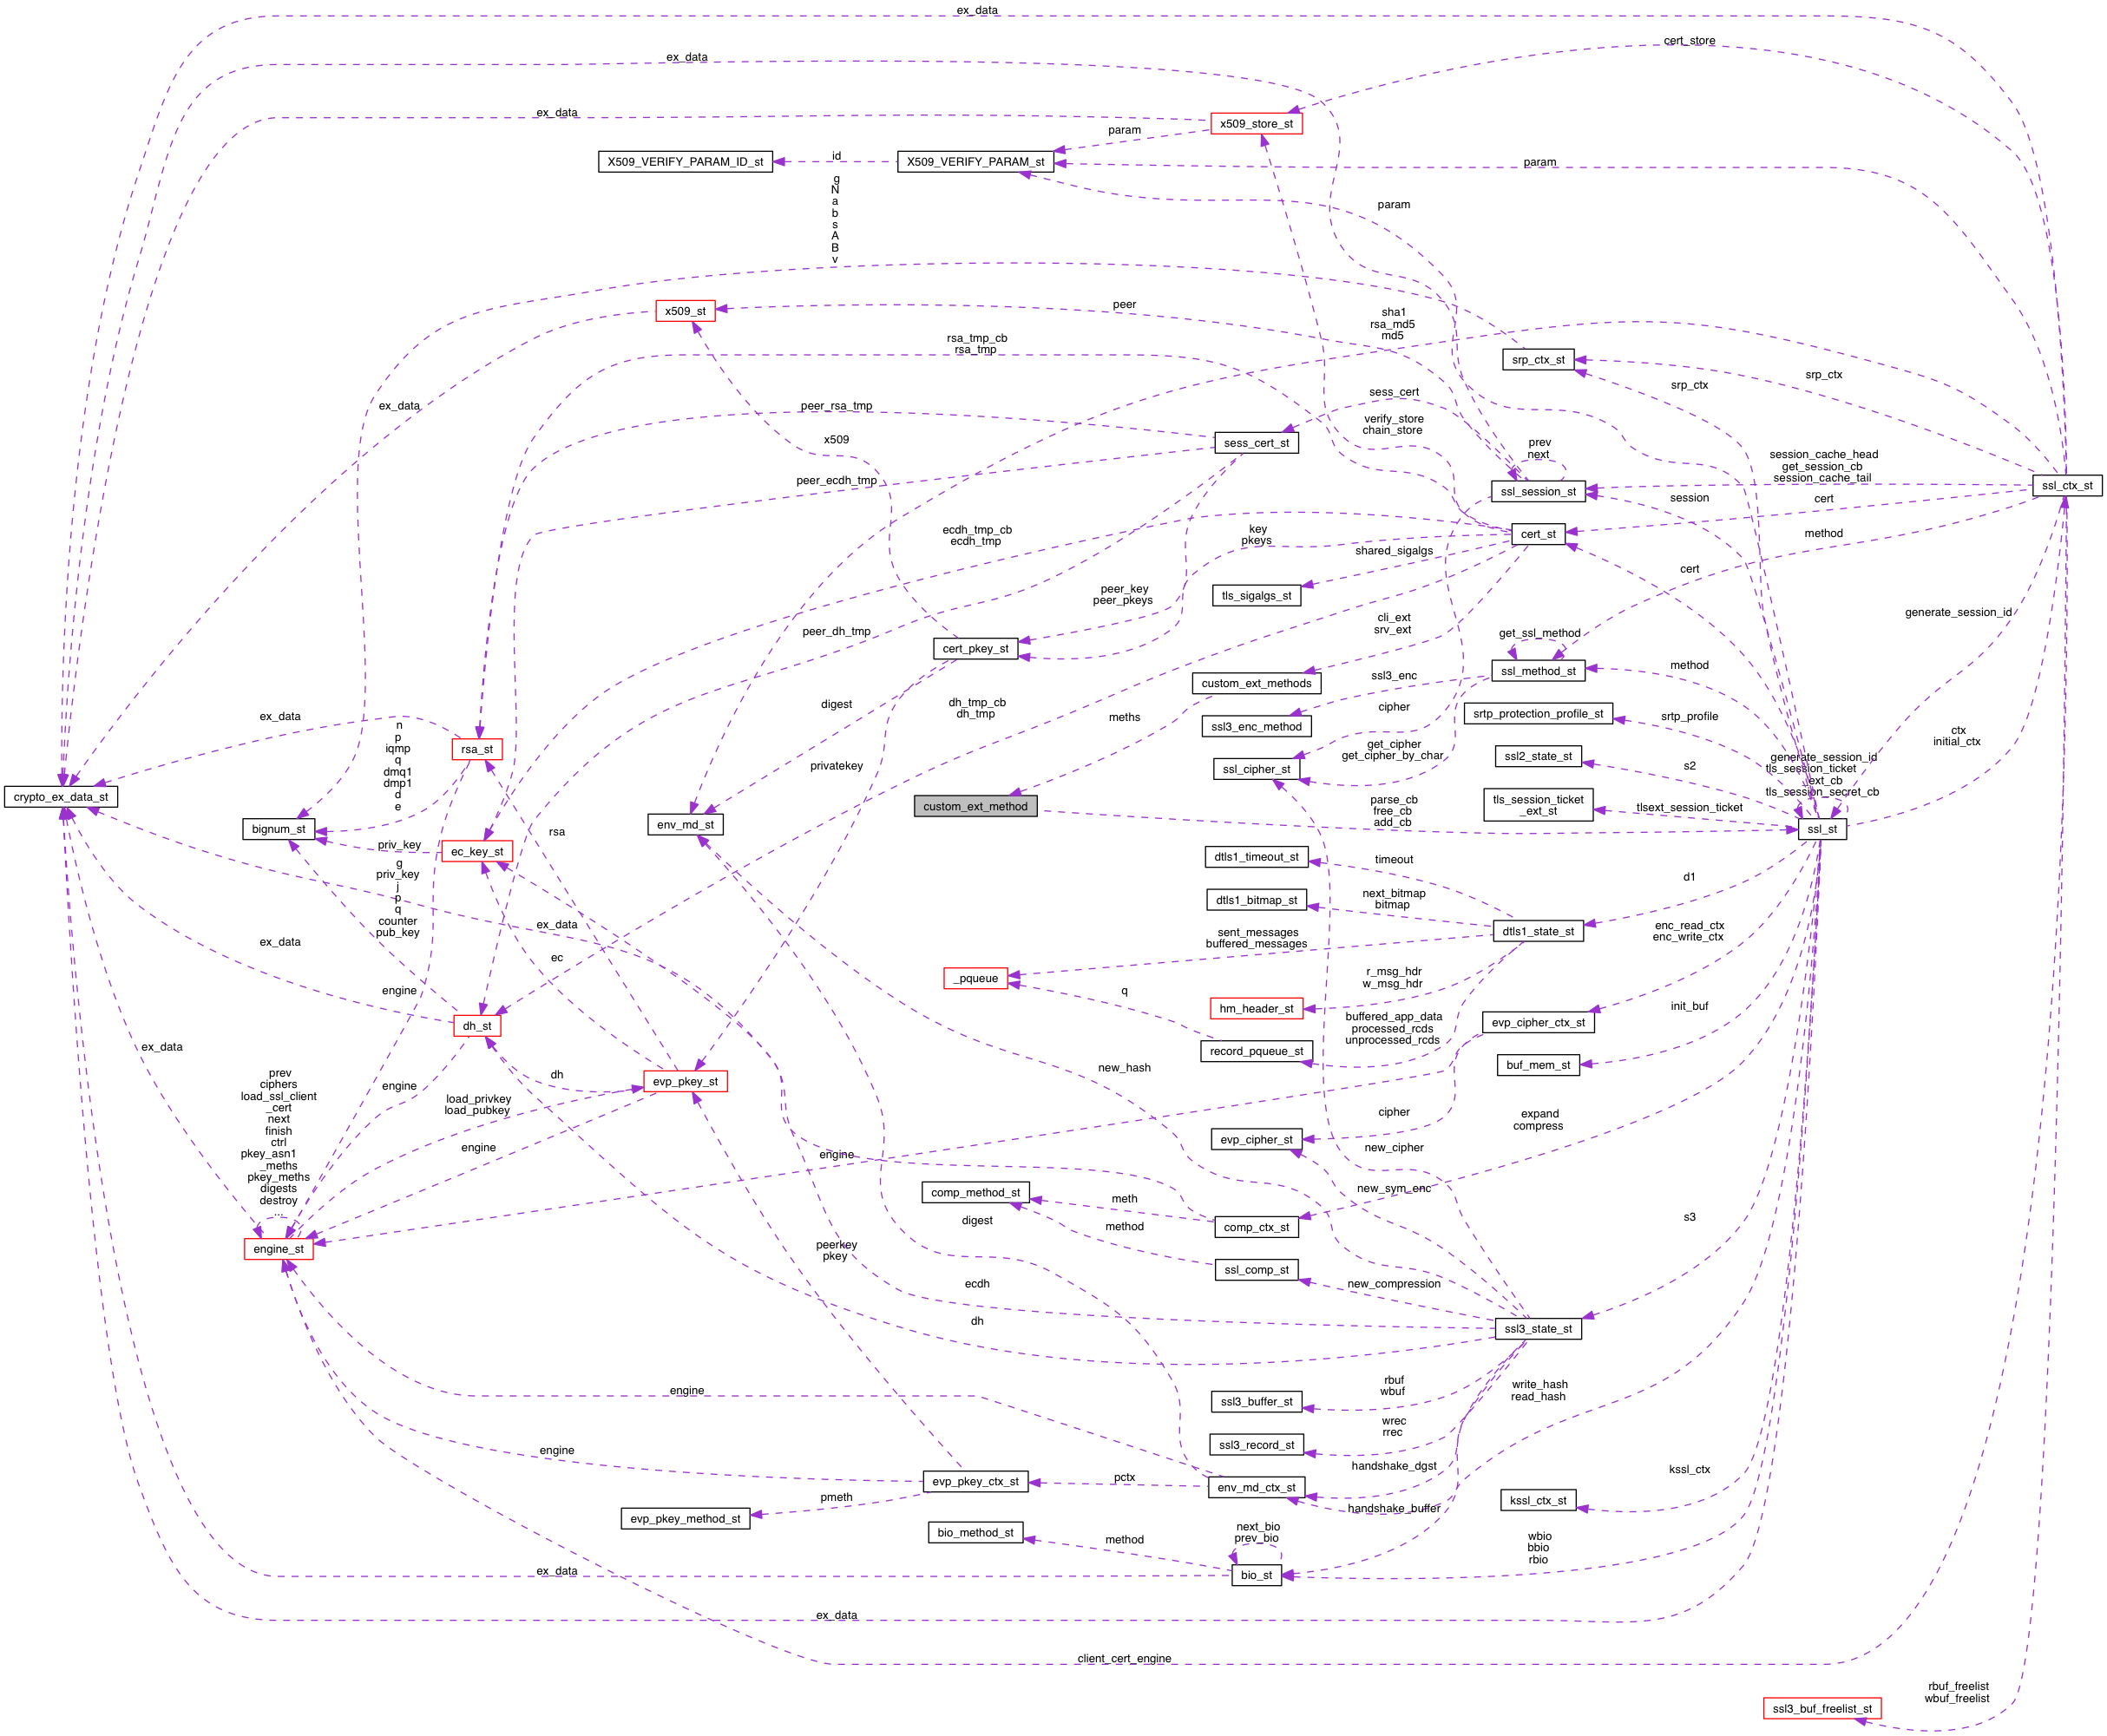 ex_data
cert_store
ex_data
ex_data
x509_store_st
param
X509_VERIFY_PARAM_ID_st
id
X509_VERIFY_PARAM_st
param
g
N
a
b
s
A
B
v
param
x509_st
peer
sha1
rsa_md5
md5
rsa_tmp_cb
rsa_tmp
srp_ctx_st
srp_ctx
srp_ctx
ex_data
peer_rsa_tmp
sess_cert
x509
verify_store
chain_store
sess_cert_st
prev
next
session_cache_head
get_session_cb
session_cache_tail
peer_ecdh_tmp
ssl_session_st
session
ssl_ctx_st
cert
ecdh_tmp_cb
ecdh_tmp
key
pkeys
cert_st
method
shared_sigalgs
cert
peer_key
peer_pkeys
tls_sigalgs_st
generate_session_id
peer_dh_tmp
cli_ext
srv_ext
cert_pkey_st
get_ssl_method
ssl_method_st
method
custom_ext_methods
digest
dh_tmp_cb
dh_tmp
meths
ssl3_enc
cipher
ssl3_enc_method
srtp_protection_profile_st
srtp_profile
ex_data
n
p
iqmp
q
dmq1
dmp1
d
e
rsa_st
privatekey
get_cipher
get_cipher_by_char
ssl_cipher_st
ssl2_state_st
s2
generate_session_id
tls_session_ticket
ext_cb
tls_session_secret_cb
ctx
initial_ctx
crypto_ex_data_st
custom_ext_method
parse_cb
free_cb
add_cb
tls_session_ticket
_ext_st
tlsext_session_ticket
bignum_st
env_md_st
ssl_st
priv_key
ec_key_st
rsa
dtls1_timeout_st
timeout
g
priv_key
j
p
q
counter
pub_key
dtls1_bitmap_st
next_bitmap
bitmap
d1
ex_data
ex_data
ec
sent_messages
buffered_messages
dtls1_state_st
enc_read_ctx
enc_write_ctx
_pqueue
r_msg_hdr
w_msg_hdr
engine
q
hm_header_st
init_buf
dh_st
buffered_app_data
processed_rcds
unprocessed_rcds
evp_cipher_ctx_st
ex_data
record_pqueue_st
buf_mem_st
prev
ciphers
load_ssl_client
_cert
next
finish
ctrl
pkey_asn1
_meths
pkey_meths
digests
destroy
...
engine
dh
evp_pkey_st
new_hash
load_privkey
load_pubkey
cipher
expand
compress
engine
engine
evp_cipher_st
new_cipher
comp_method_st
meth
new_sym_enc
digest
method
comp_ctx_st
s3
engine_st
peerkey
pkey
ssl_comp_st
new_compression
ecdh
dh
ssl3_state_st
engine
rbuf
wbuf
ssl3_buffer_st
write_hash
read_hash
wrec
rrec
ssl3_record_st
engine
handshake_dgst
kssl_ctx
evp_pkey_ctx_st
pctx
env_md_ctx_st
pmeth
handshake_buffer
kssl_ctx_st
evp_pkey_method_st
bio_method_st
method
next_bio
prev_bio
wbio
bbio
rbio
ex_data
bio_st
ex_data
client_cert_engine
rbuf_freelist
wbuf_freelist
ssl3_buf_freelist_st